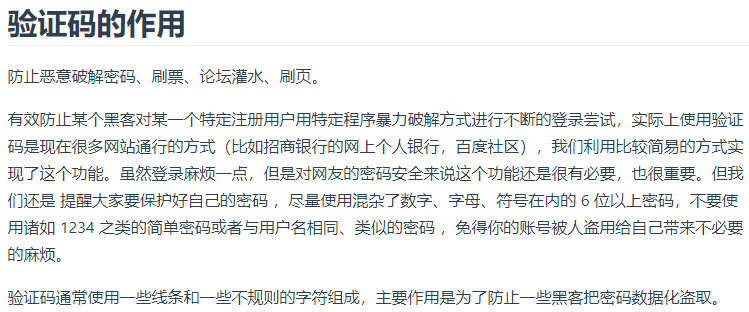 验证码的作用
防止恶意破解密码、刷票、论坛灌水、刷页。
有效防止某个黑客对某一个特定注册用户用特定程序暴力破解方式进行不断的登录尝试，实际上使用验证
码是现在很多网站通行的方式（比如招商银行的网上个人银行，百度社区），我们利用比较简易的方式实
现了这个功能。虽然登录麻烦一点，但是对网友的密码安全来说这个功能还是很有必要，也很重要。但我
们还是 提醒大家要保护好自己的密码 ，尽量使用混杂了数字、字母、符号在内的 6 位以上密码，不要使
用诸如 1234 之类的简单密码或者与用户名相同、类似的密码 ，免得你的账号被人盗用给自己带来不必要
的麻烦。
验证码通常使用一些线条和一些不规则的字符组成，主要作用是为了防止一些黑客把密码数据化盗取。